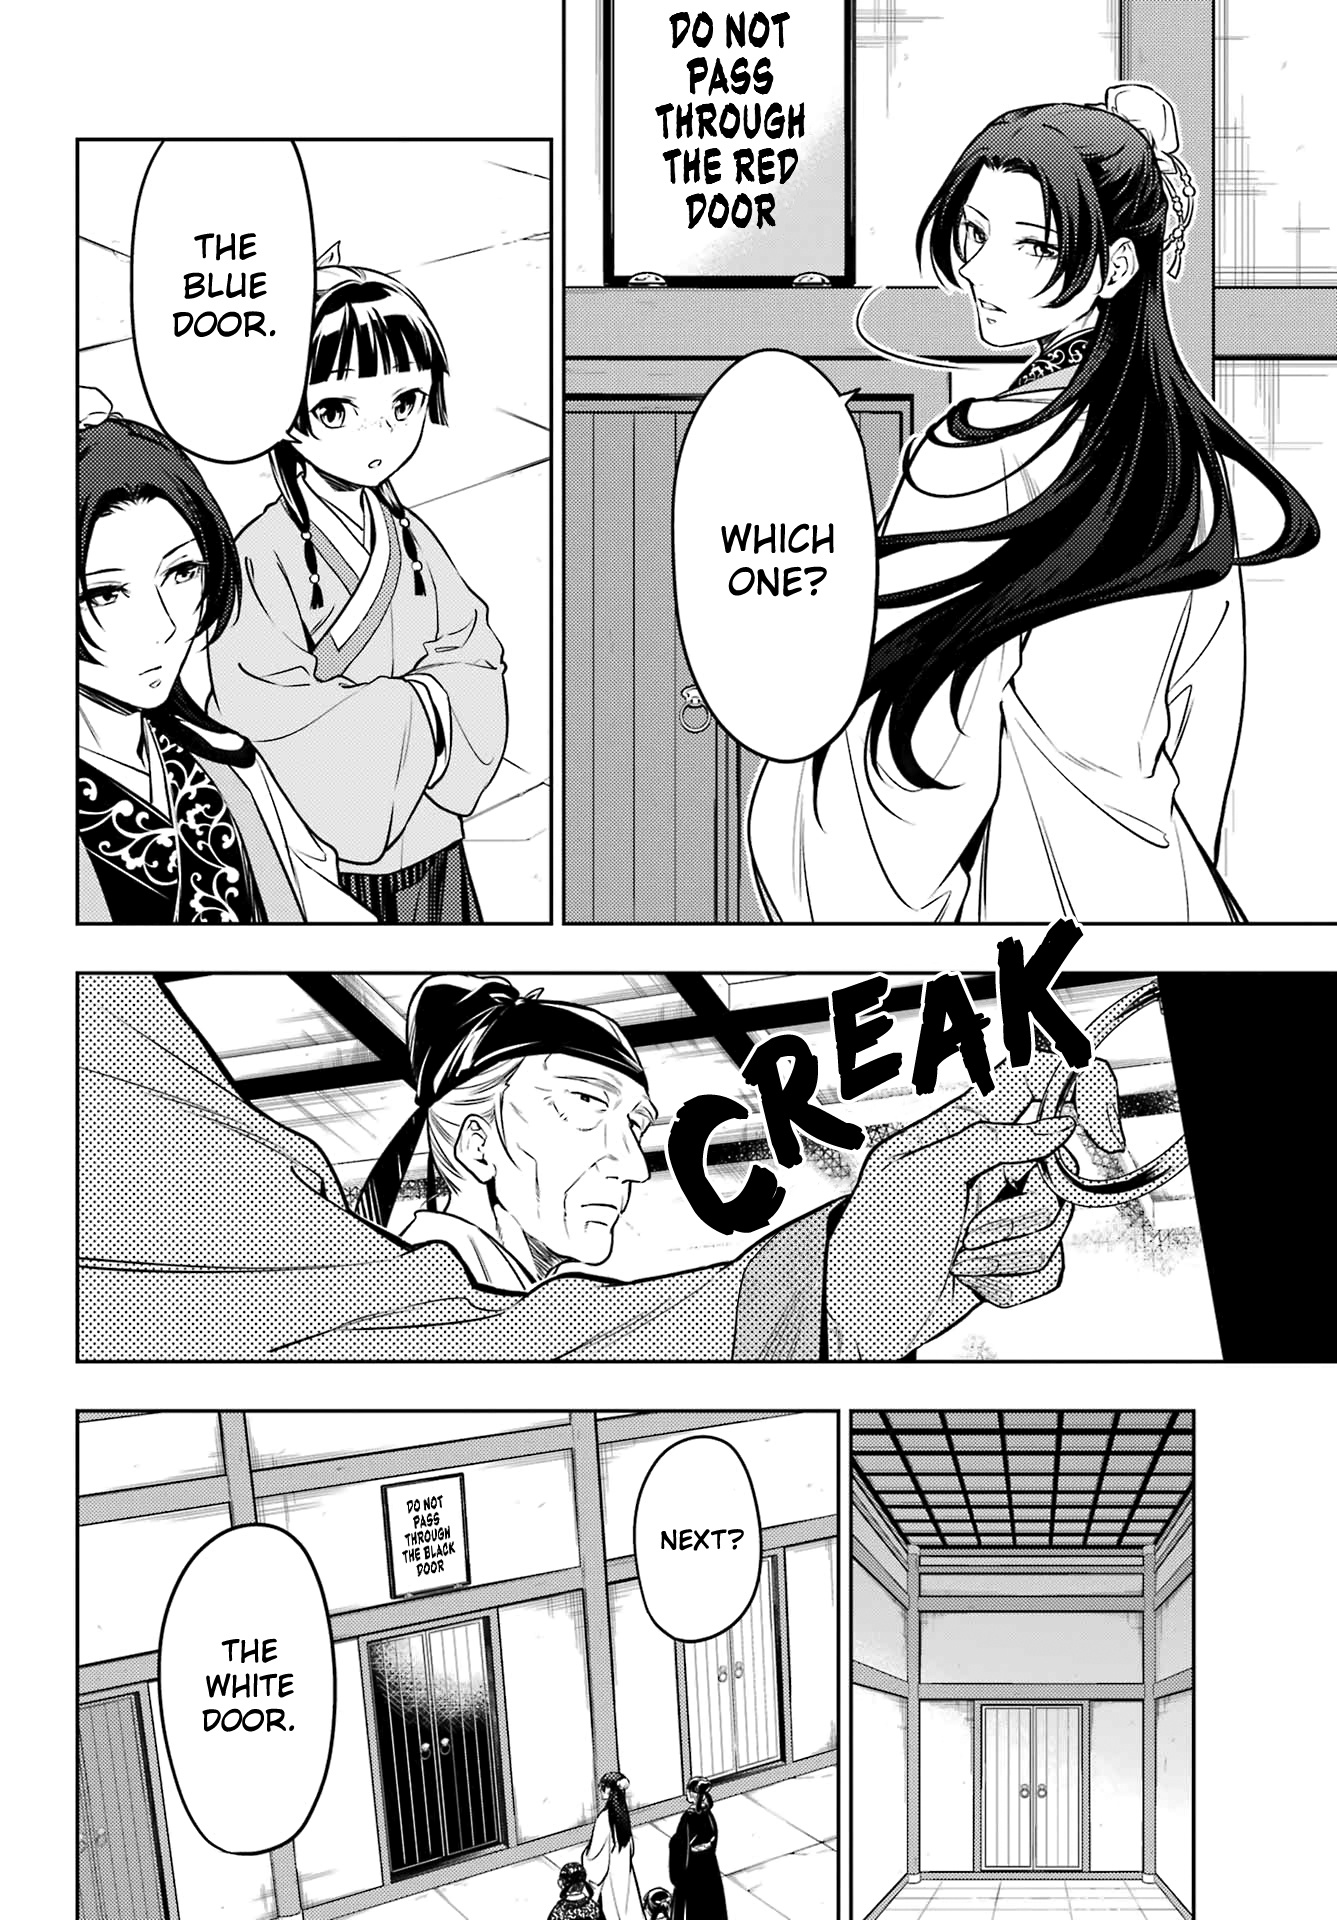 DO NOT
PASS
THROUGH
THE RED
DOOR
WHICH
ONE?
THE
BLUE
DOOR.
CREAK
NEXT?
DO NOT
PASS
THROUGH
THE BLACK
DOOR
THE
WHITE
DOOR.